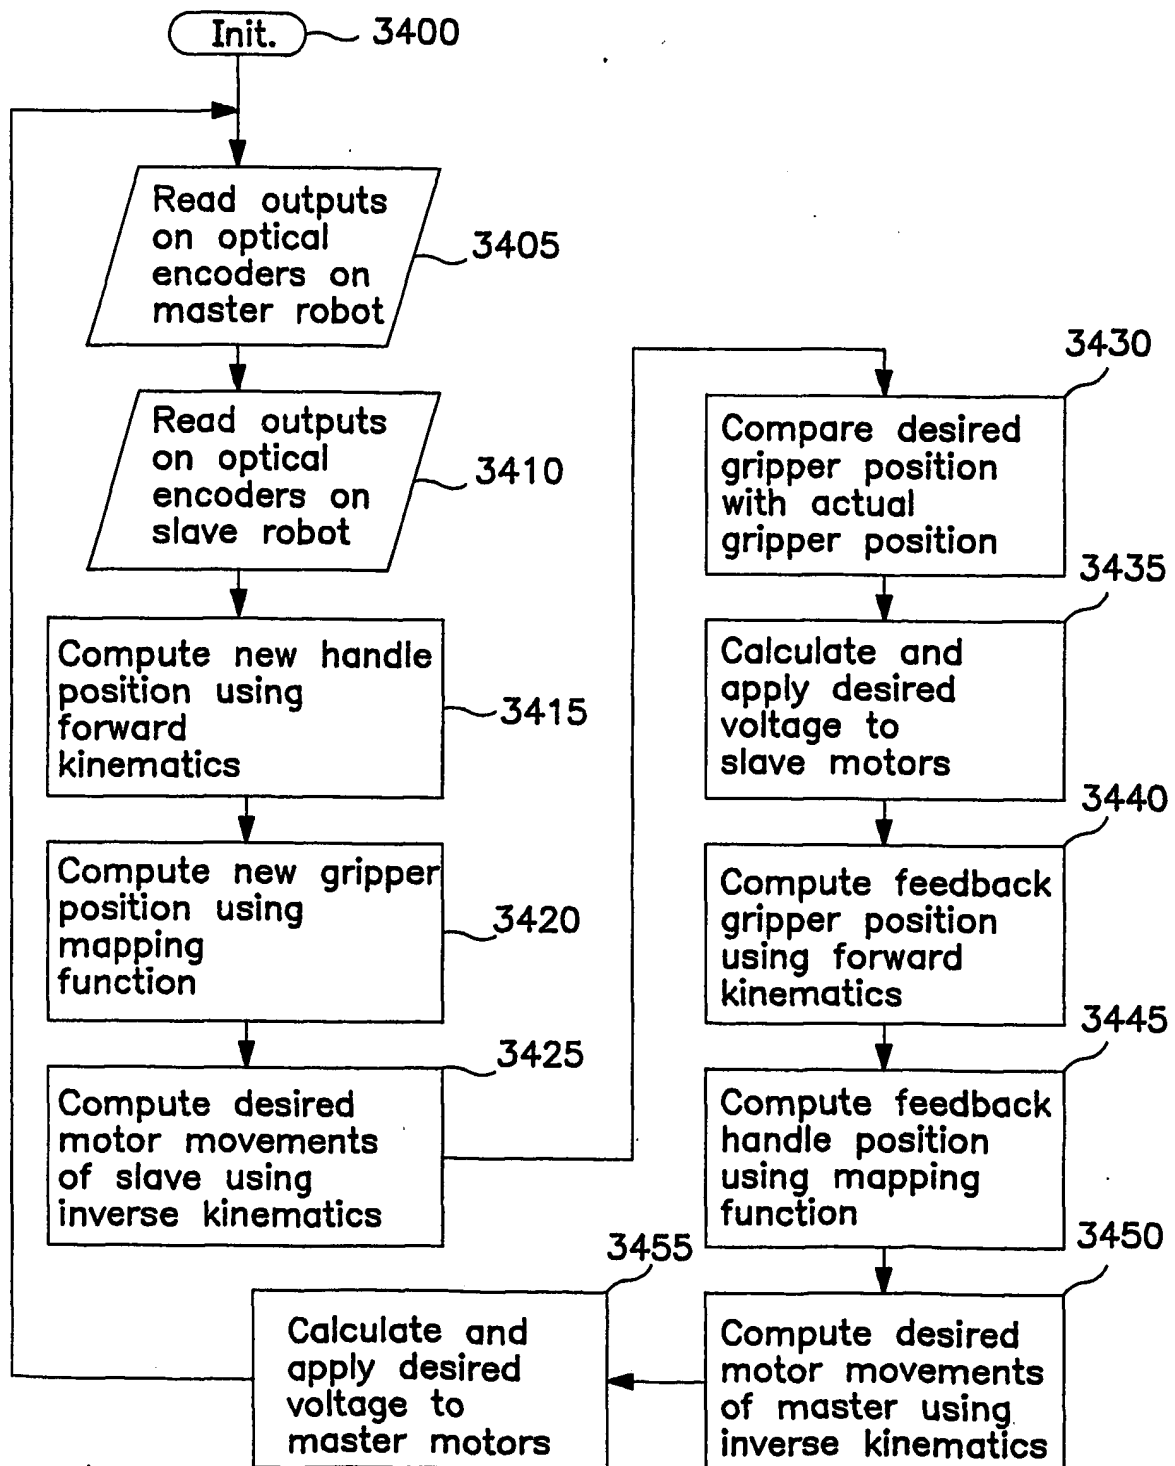 Init.
3400
Read outputs
on optical
encoders on
master robot
3405
Read outputs
on optical
encoders on
slave robot
3410
Compute new handle
position using
forward
kinematics
3415
Compute new gripper
position using
mapping
function
3420
Compute desired
motor movements
of slave using
inverse kinematics
3425
Compare desired
gripper position
with actual
gripper position
3430
Calculate and
apply desired
voltage to
slave motors
3435
Compute feedback
gripper position
using forward
kinematics
3440
Compute feedback
handle position
using mapping
function
3445
Compute desired
motor movements
of master using
inverse kinematics
3450
Calculate and
apply desired
voltage to
master motors
3455